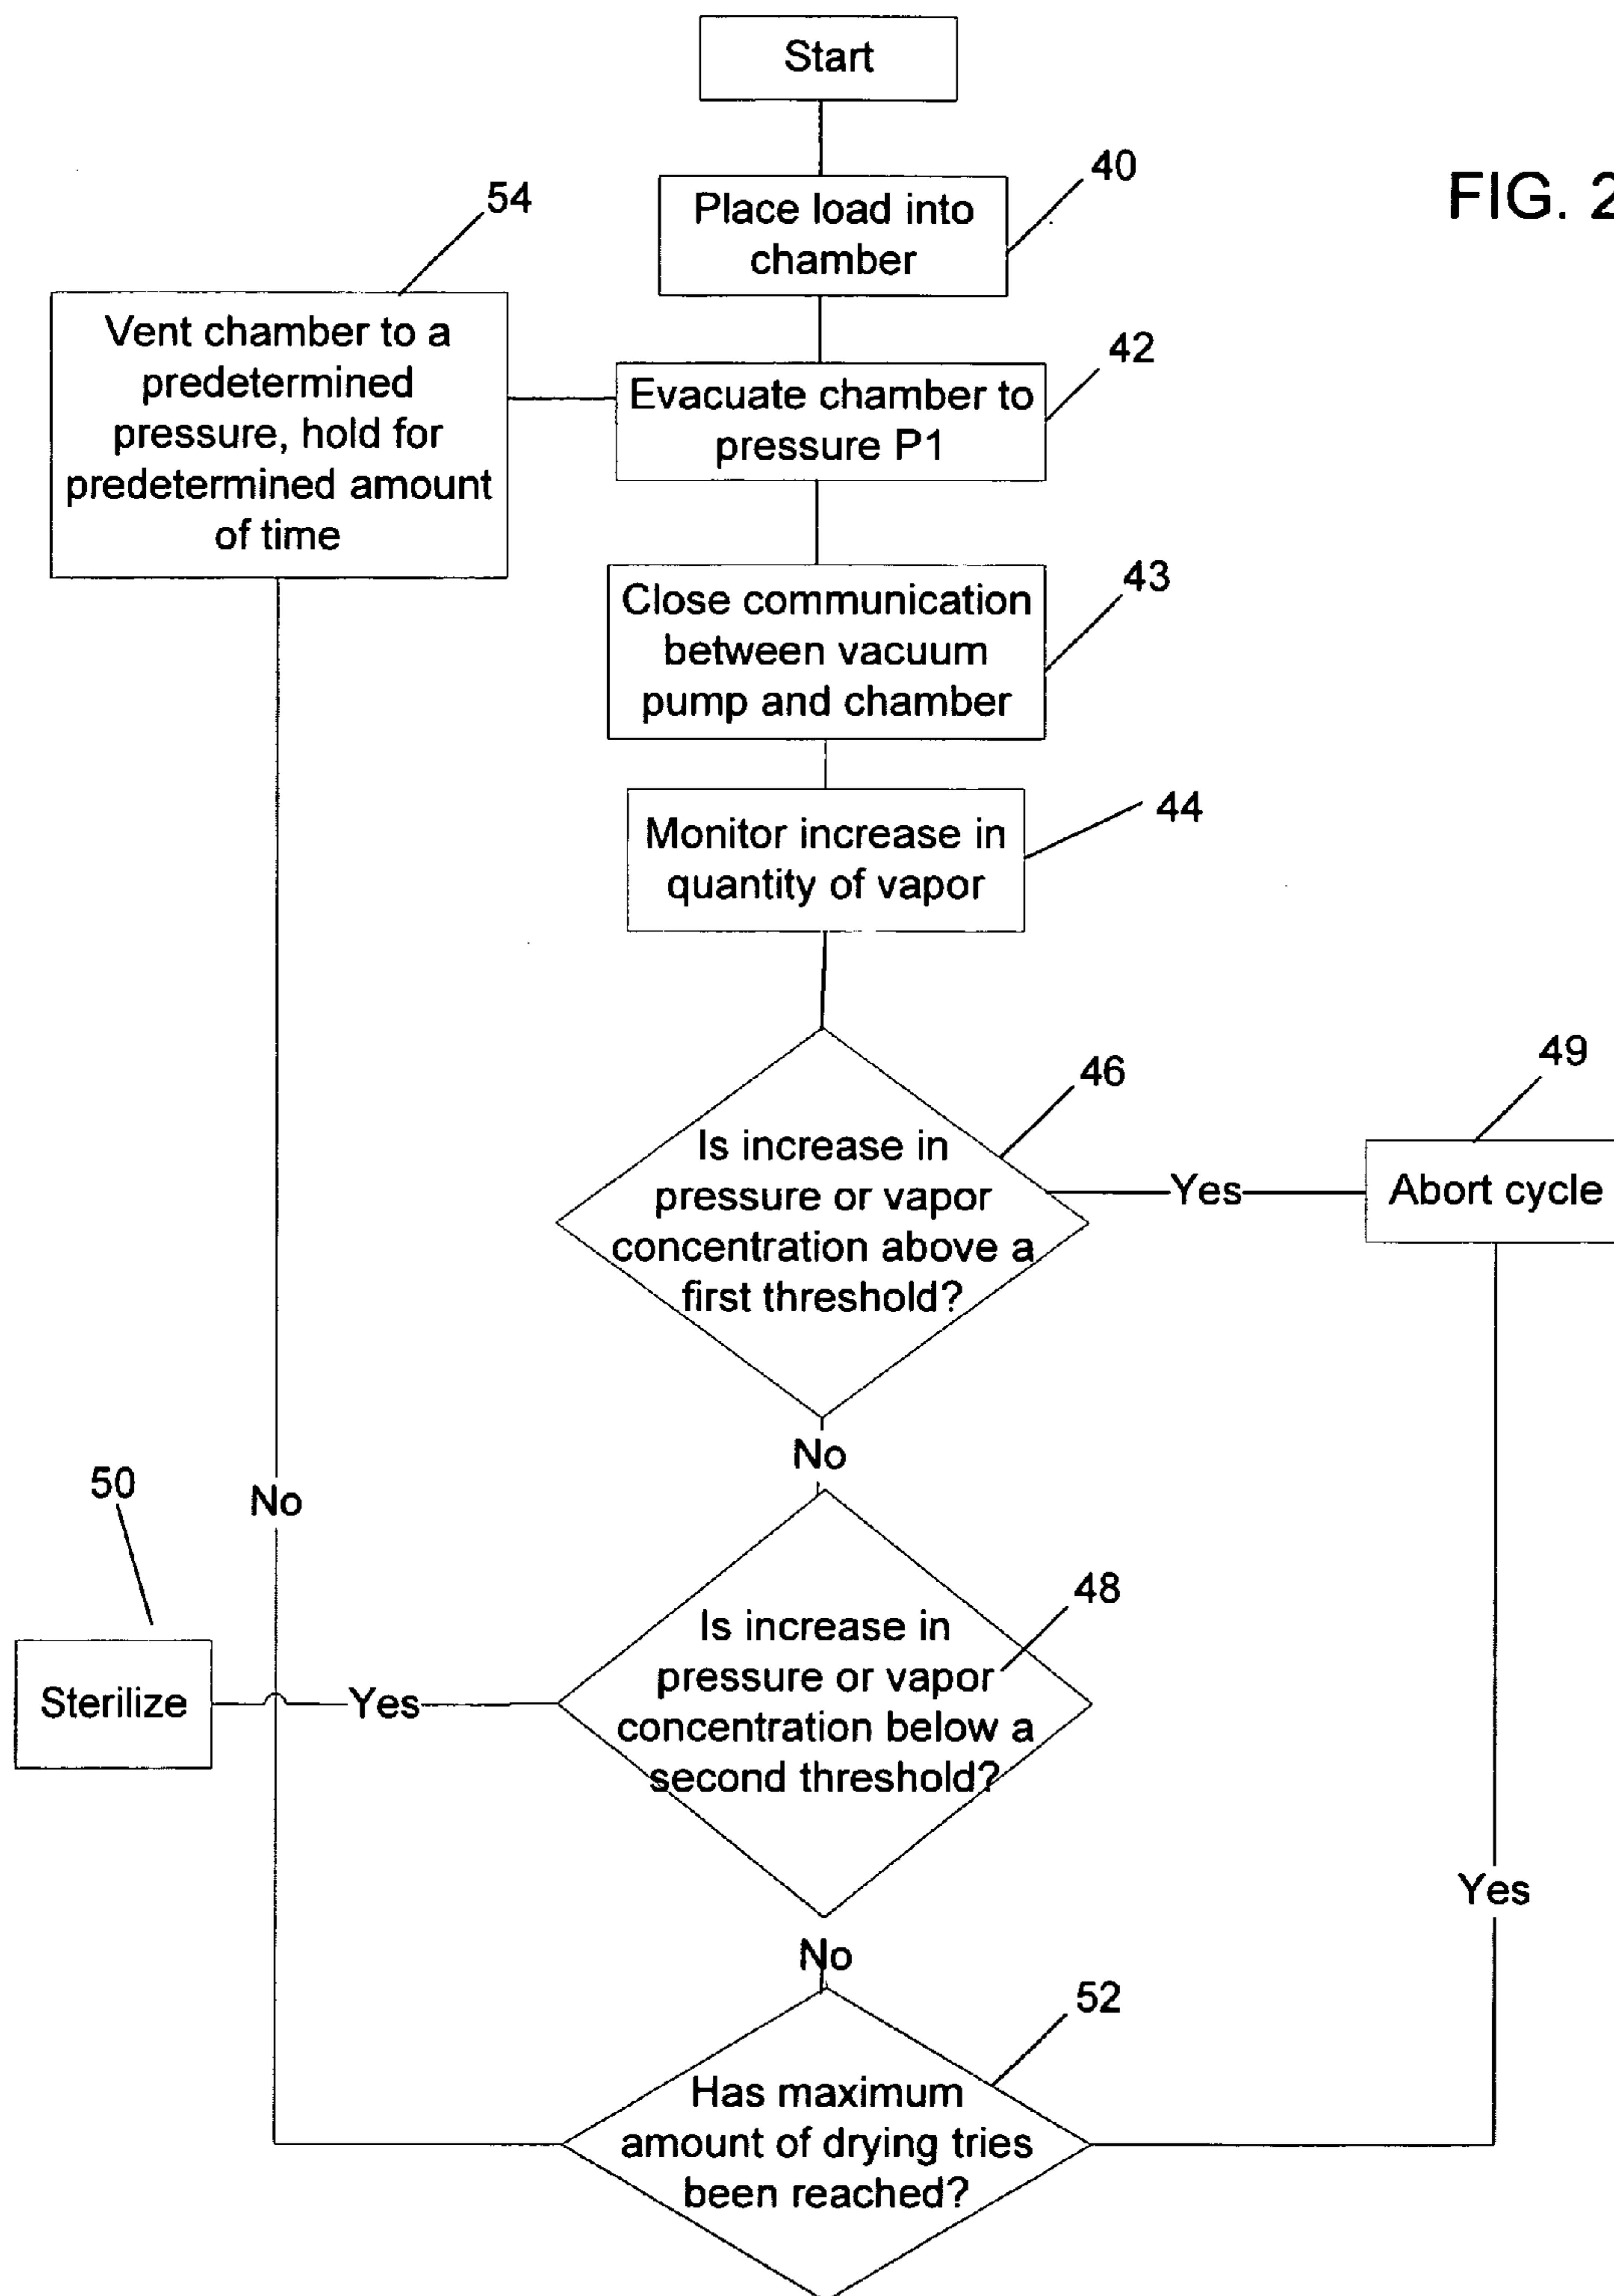 Start
FIG. 2
40
Place load into
chamber
54
Vent chamber to a
predetermined
pressure, hold for
predetermined amount
of time
42
Evacuate chamber to
pressure P1
43
Close communication
between vacuum
pump and chamber
44
Monitor increase in
quantity of vapor
46
Is increase in
pressure or vapor
concentration above a
first threshold?
Yes
49
Abort cycle
No
50
No
48
Is increase in
pressure or vapor
concentration below a
second threshold?
Yes
Sterilize
Yes
No
52
Has maximum
amount of drying tries
been reached?